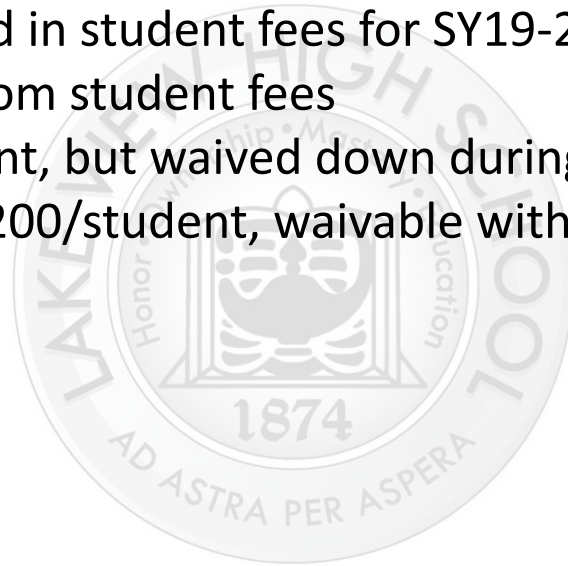 d in student fees for SY19-2
om student fees
nt, but waived down during
200/student, waivable with
LAKEVIEW HIGH SCHOOL
Honor • Ownership • Mastery • Education
1874
AD ASTRA PER ASPERA